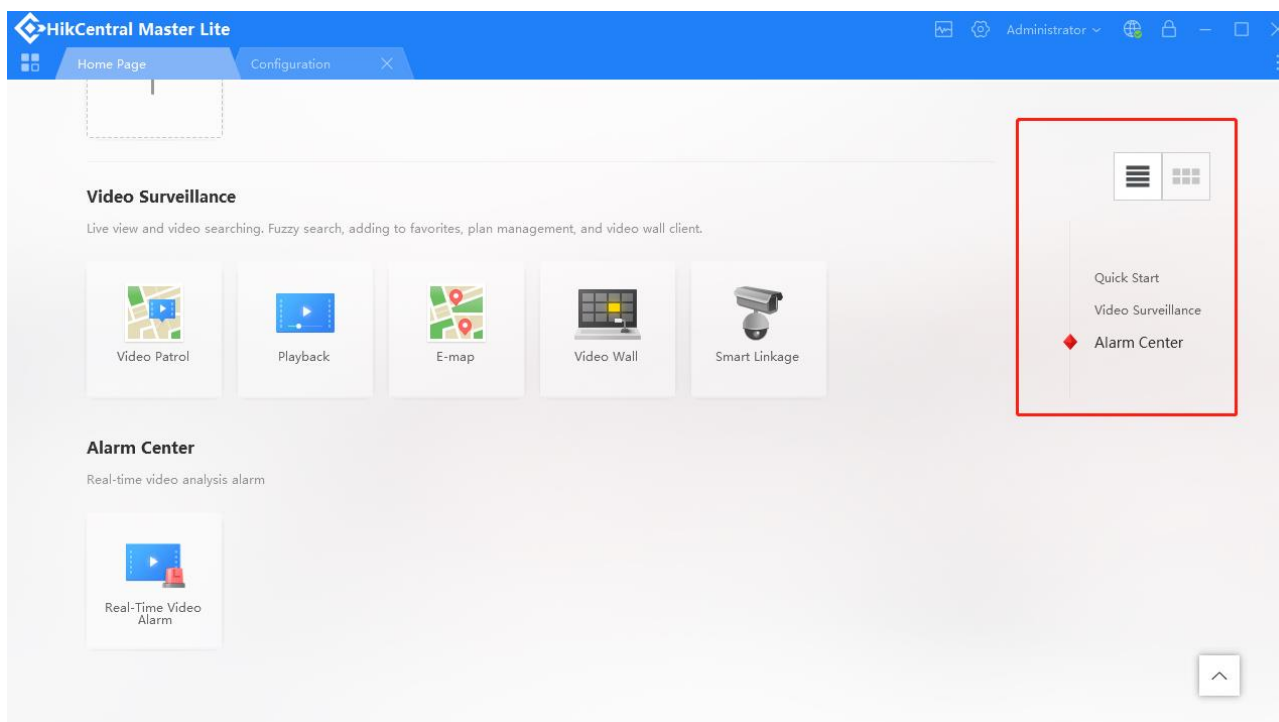 HikCentral Master Lite
Administrator
Home Page
Configuration
Video Surveillance
Live view and video searching. Fuzzy search, adding to favorites, plan management, and video wall client.
Video Patrol
Playback
E-map
Video Wall
Smart Linkage
Alarm Center
Real-time video analysis alarm
Real-Time Video
Alarm
Quick Start
Video Surveillance
Alarm Center